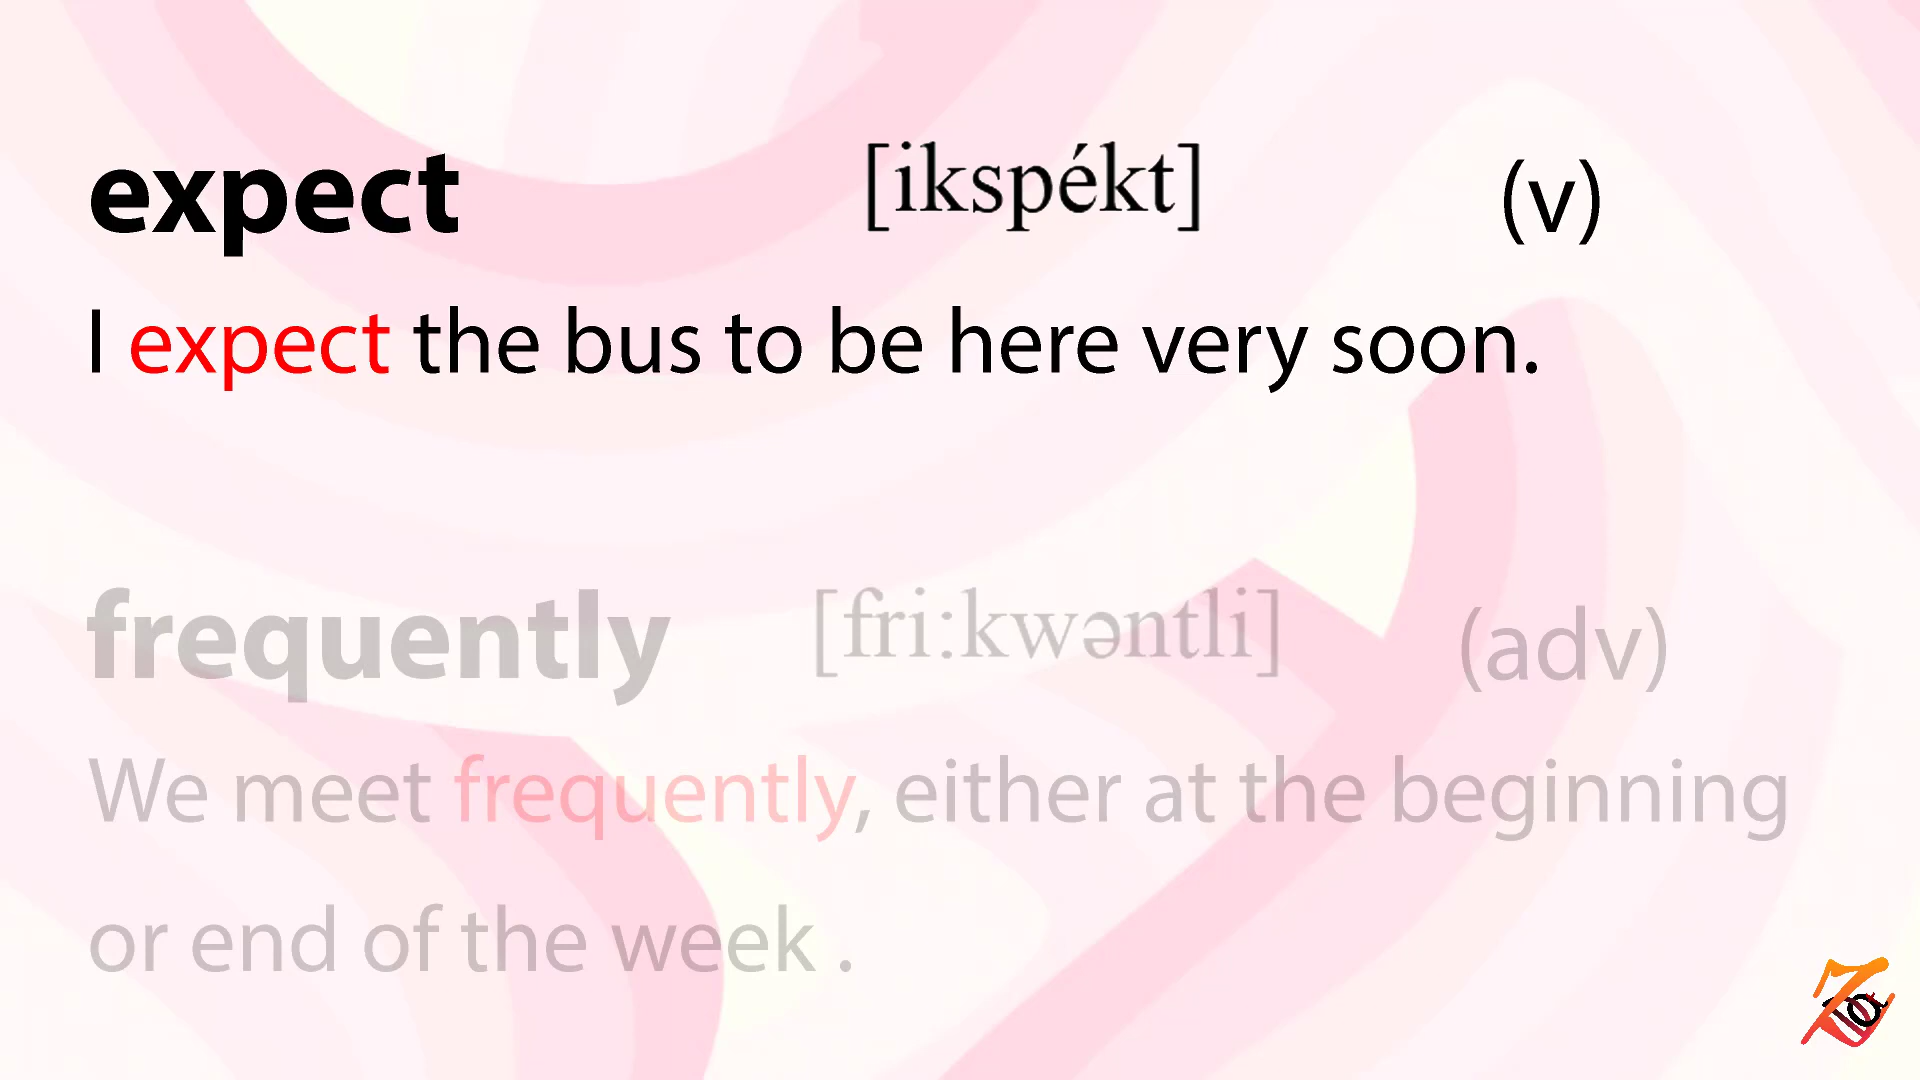 expect [ikspékt] (v)
I expect the bus to be here very soon.
frequently [fri:kwəntli] (adv)
We meet frequently, either at the beginning
or end of the week .